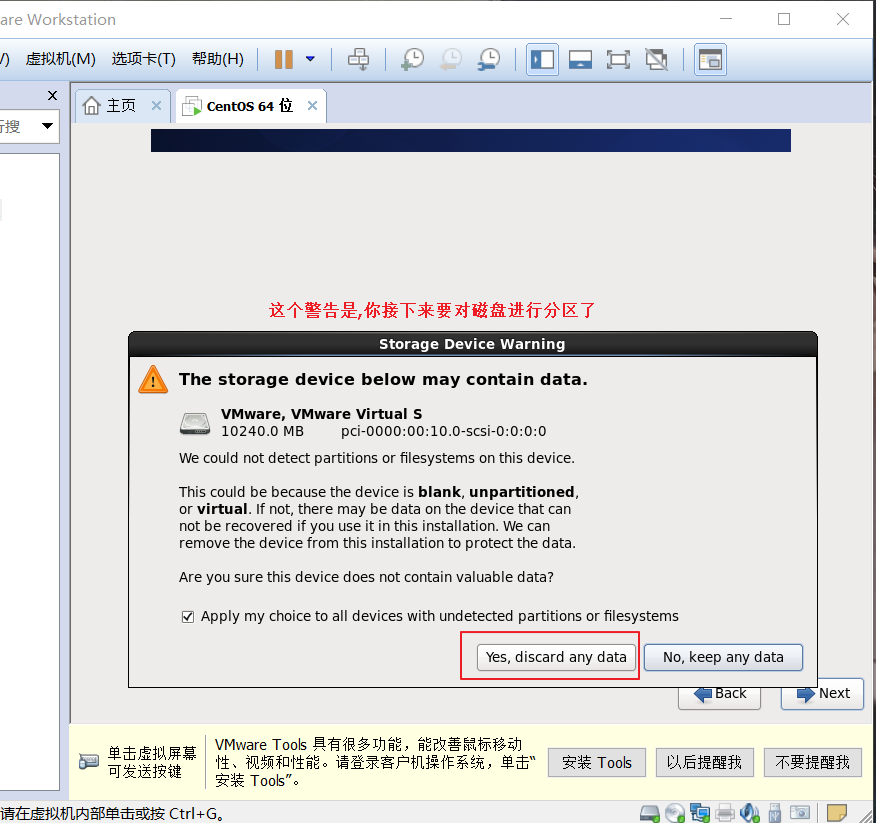 are Workstation
V) 虚拟机(M) 选项卡(T) 帮助(H)
行搜
主页
CentOS 64 位
这个警告是,你接下来要对磁盘进行分区了
Storage Device Warning
The storage device below may contain data.
VMware, VMware Virtual S
10240.0 MB pci-0000:00:10.0-scsi-0:0:0:0
We could not detect partitions or filesystems on this device.
This could be because the device is blank, unpartitioned,
or virtual. If not, there may be data on the device that can
not be recovered if you use it in this installation. We can
remove the device from this installation to protect the data.
Are you sure this device does not contain valuable data?
Apply my choice to all devices with undetected partitions or filesystems
Yes, discard any data
No, keep any data
Back
Next
单击虚拟屏幕
可发送按键
VMware Tools 具有很多功能，能改善鼠标移动
性、视频和性能。请登录客户机操作系统，单击“
安装 Tools”。
安装 Tools
以后提醒我
不要提醒我
请在虚拟机内部单击或按 Ctrl+G。